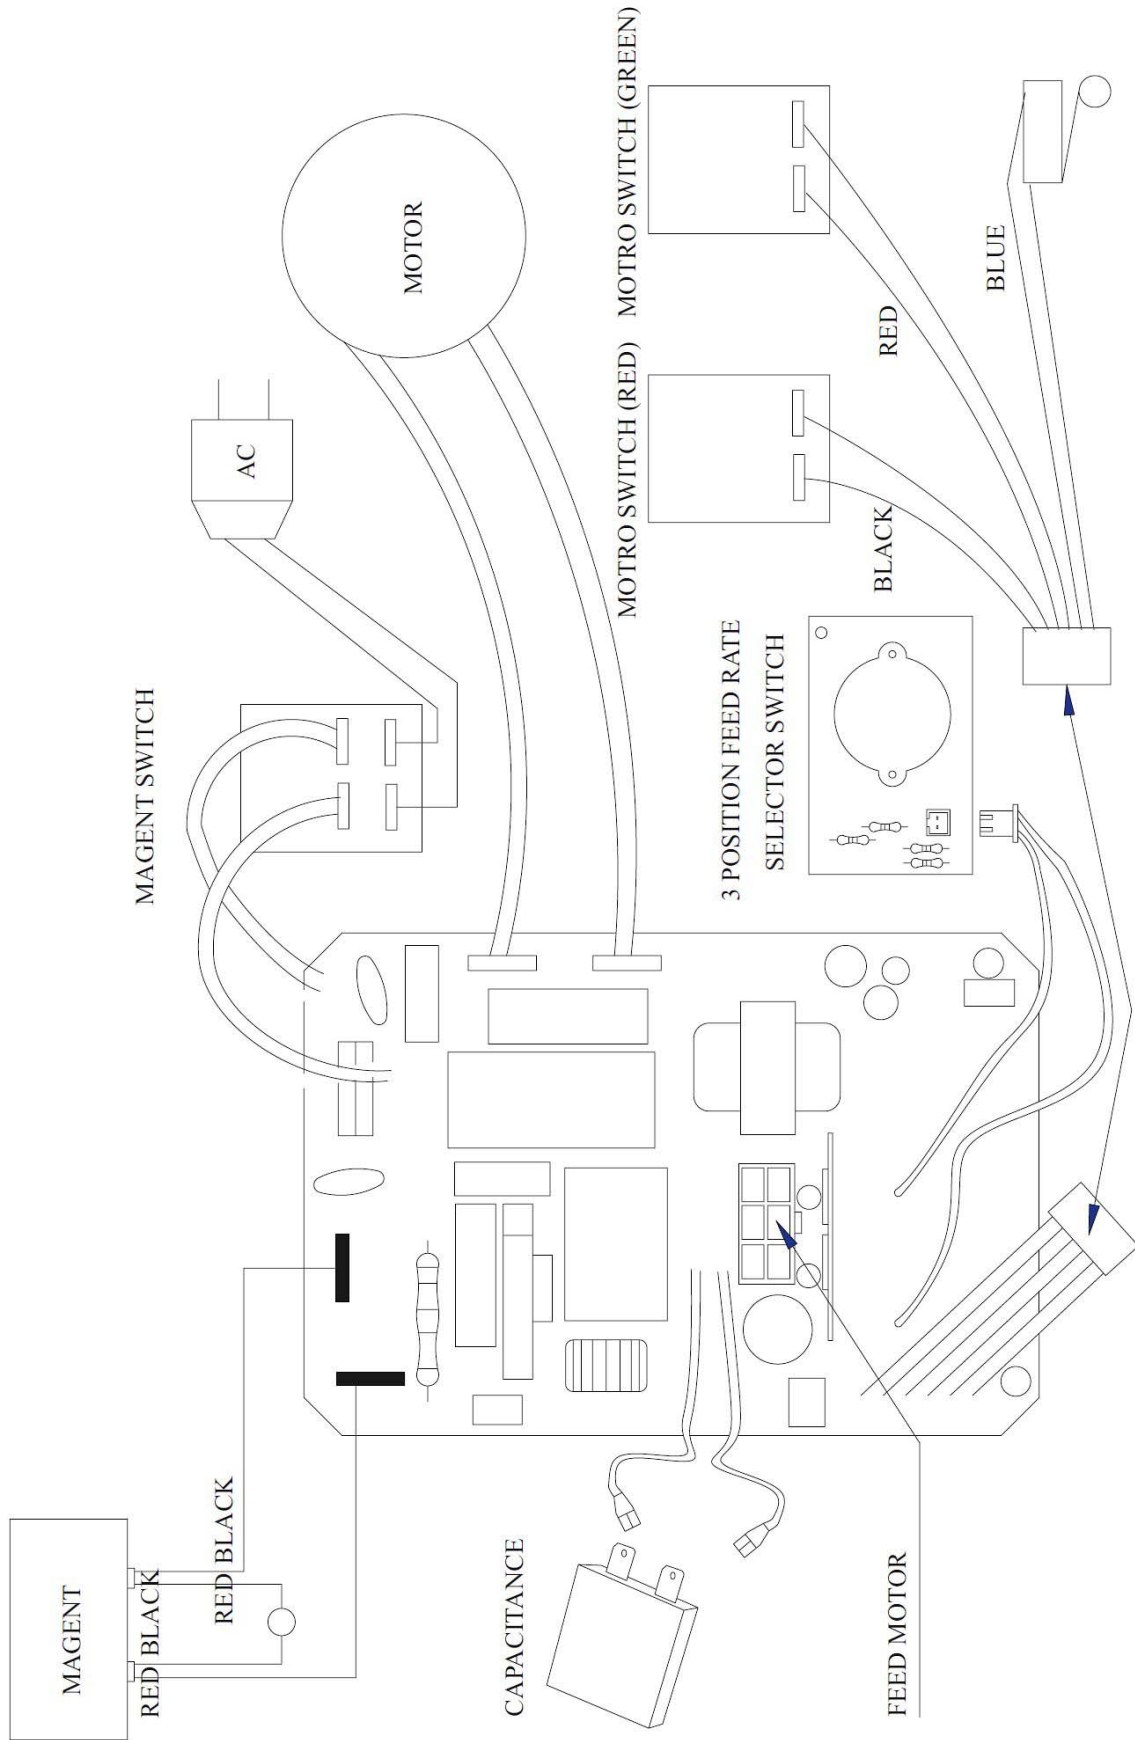 MAGENT
RED BLACK
RED BLACK
MAGENT SWITCH
AC
MOTOR
CAPACITANCE
FEED MOTOR
3 POSITION FEED RATE
SELECTOR SWITCH
MOTRO SWITCH (RED)
MOTRO SWITCH (GREEN)
BLACK
RED
BLUE